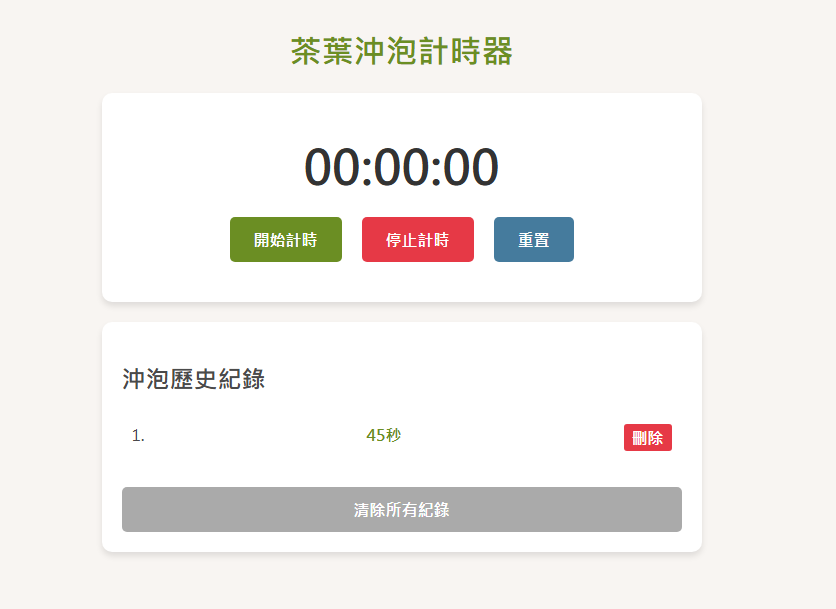 茶葉沖泡計時器
00:00:00
開始計時 停止計時 重置
沖泡歷史紀錄
1. 45秒 刪除
清除所有紀錄